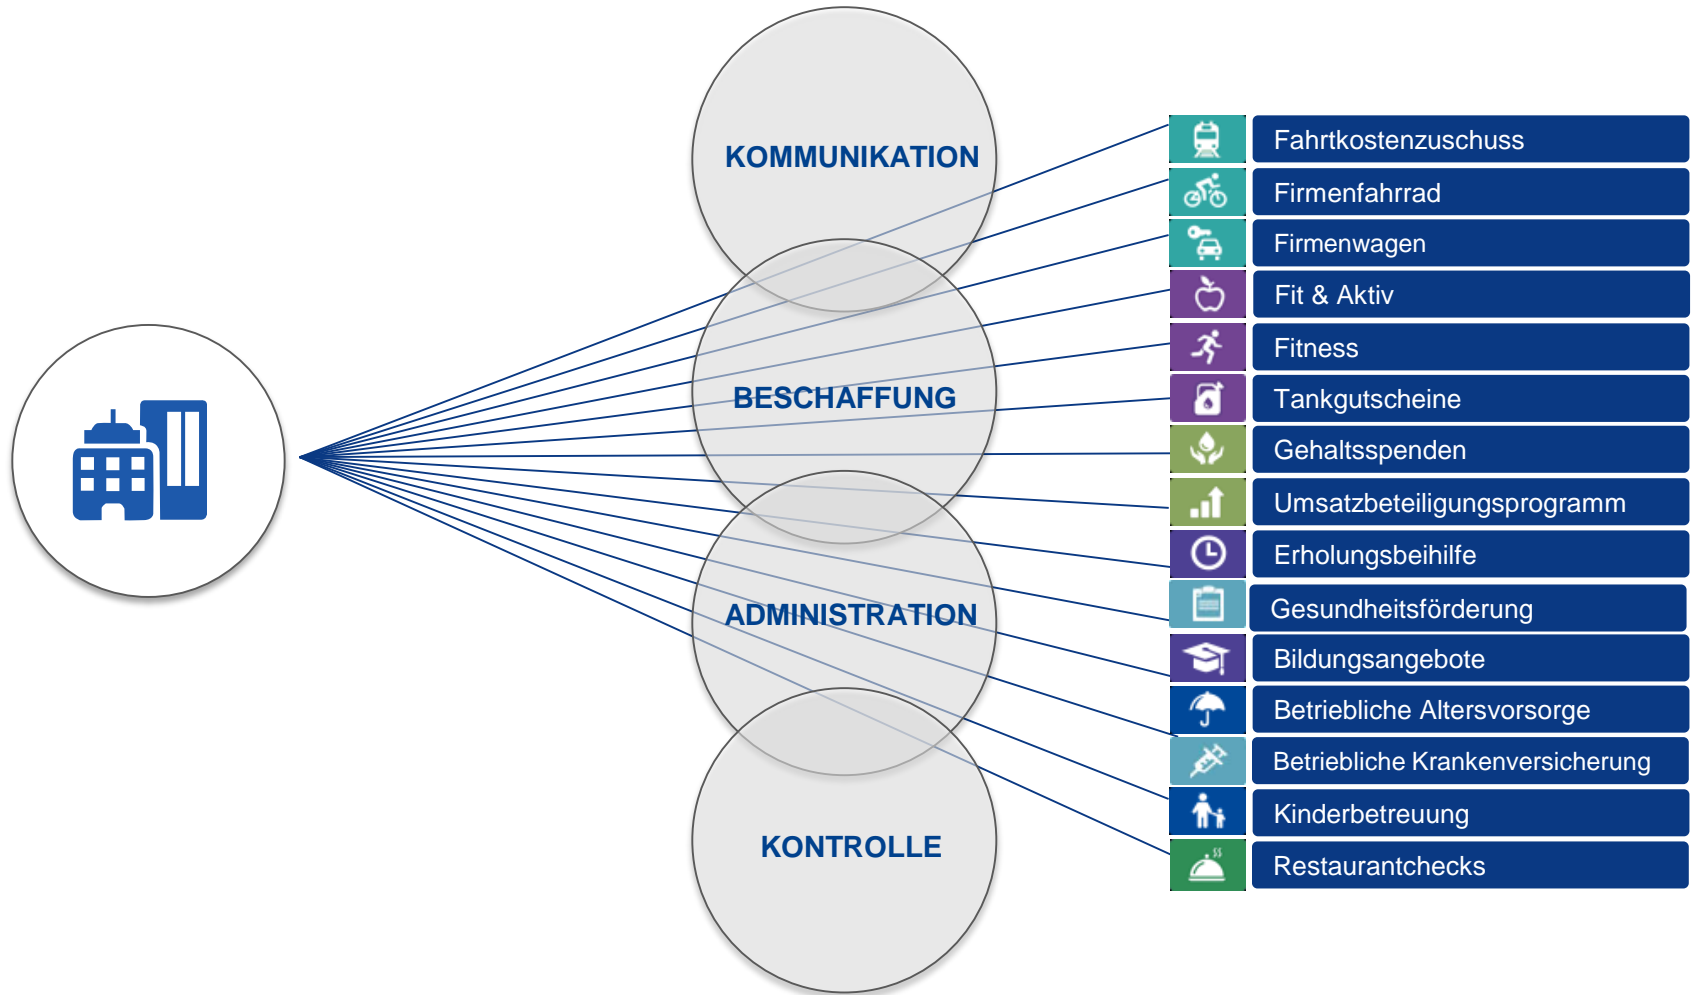 KOMMUNIKATION
BESCHAFFUNG
ADMINISTRATION
KONTROLLE
Fahrtkostenzuschuss
Firmenfahrrad
Firmenwagen
Fit & Aktiv
Fitness
Tankgutscheine
Gehaltsspenden
Umsatzbeteiligungsprogramm
Erholungsbeihilfe
Gesundheitsförderung
Bildungsangebote
Betriebliche Altersvorsorge
Betriebliche Krankenversicherung
Kinderbetreuung
Restaurantchecks